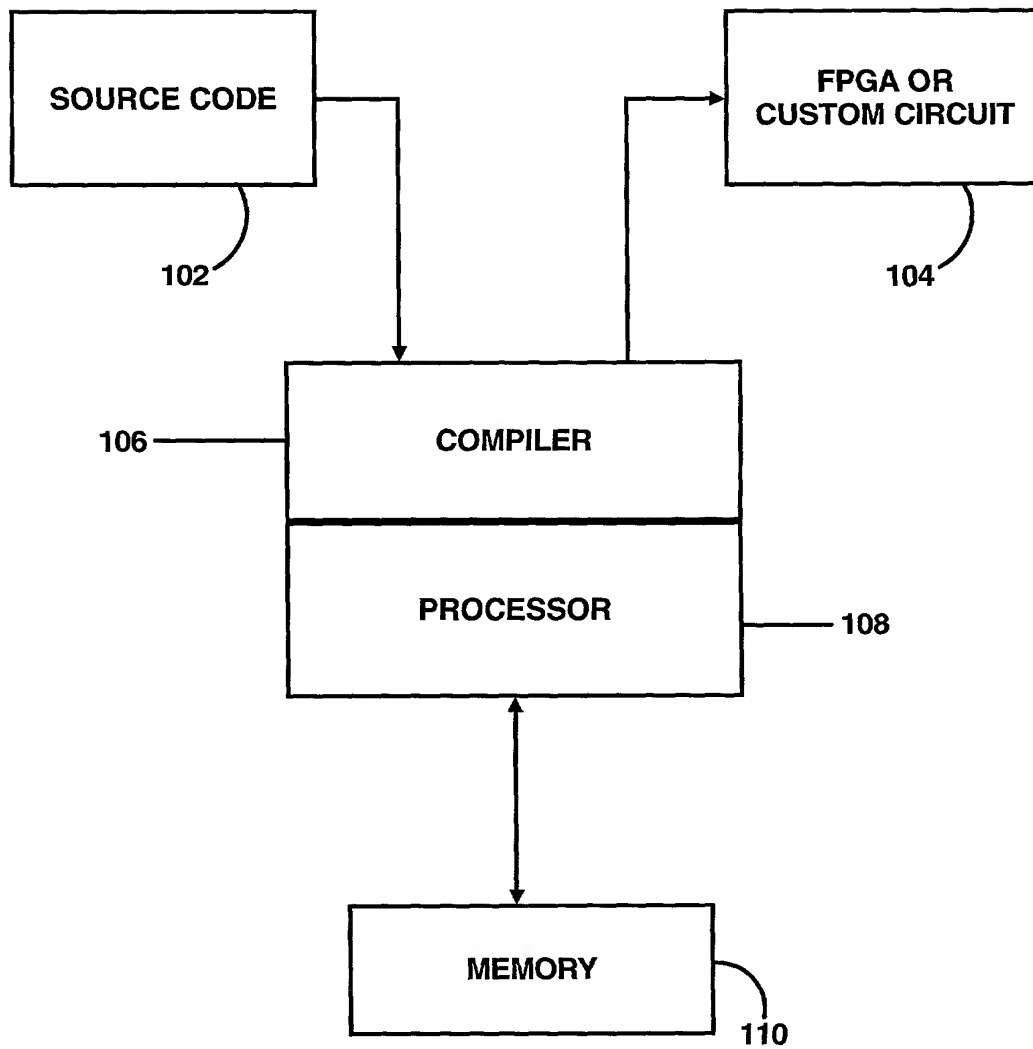 SOURCE CODE
FPGA OR
CUSTOM CIRCUIT
102
104
106
COMPILER
PROCESSOR
108
MEMORY
110